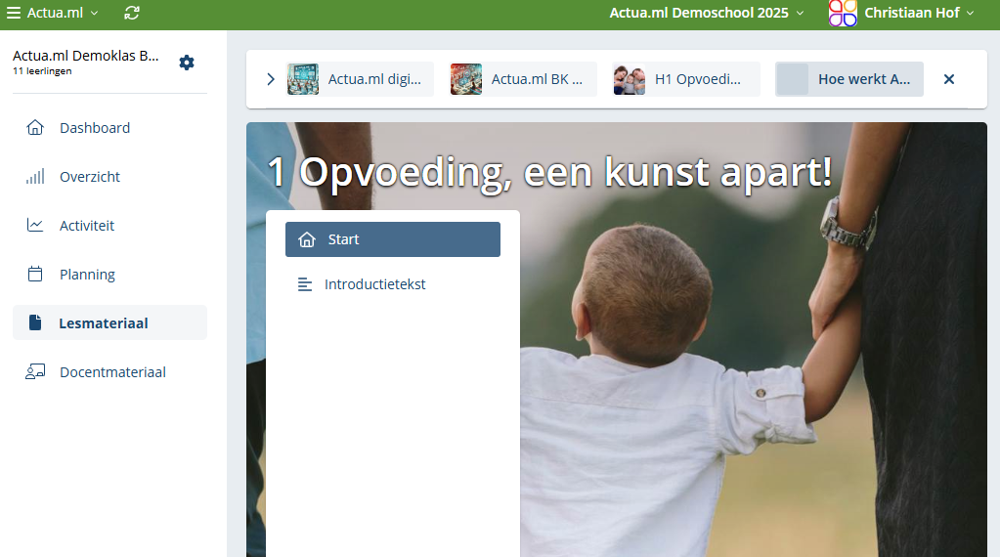 Actua.ml
Actua.ml Demoschool 2025
Christiaan Hof
Actua.ml Demoklas B...
11 leerlingen
Dashboard
Overzicht
Activiteit
Planning
Lesmateriaal
Docentmateriaal
Actua.ml digi...
Actua.ml BK ...
H1 Opvoedi...
Hoe werkt A...
1 Opvoeding, een kunst apart!
Start
Introductietekst